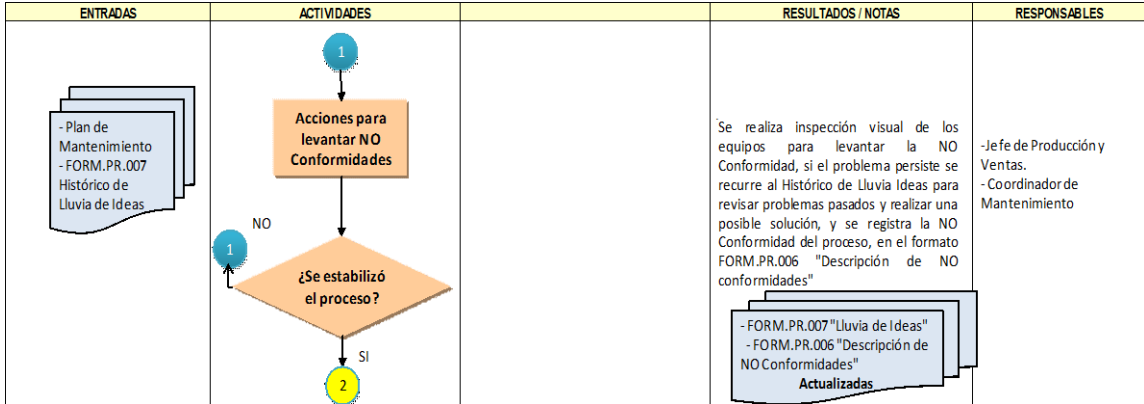 ENTRADAS
ACTIVIDADES
RESULTADOS / NOTAS
RESPONSABLES
- Plan de
Mantenimiento
- FORM.PR.007
Histórico de
Lluvia de Ideas
1
Acciones para
levantar NO
Conformidades
NO
1
¿Se estabilizó
el proceso?
SI
2
Se realiza inspección visual de los
equipos para levantar la NO
Conformidad, si el problema persiste se
recurre al Histórico de Lluvia Ideas para
revisar problemas pasados y realizar una
posible solución, y se registra la NO
Conformidad del proceso, en el formato
FORM.PR.006 "Descripción de NO
conformidades"
- FORM.PR.007 "Lluvia de Ideas"
- FORM.PR.006 "Descripción de
NO Conformidades"
Actualizadas
-Jefe de Producción y
Ventas.
- Coordinador de
Mantenimiento